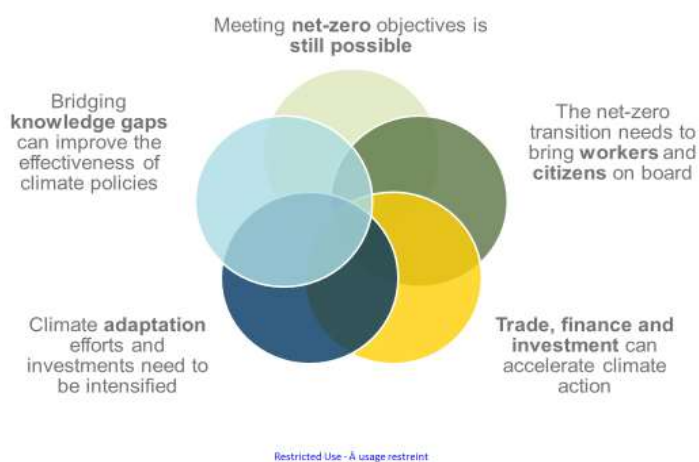 Meeting net-zero objectives is
still possible
Bridging
knowledge gaps
can improve the
effectiveness of
climate policies
The net-zero
transition needs to
bring workers and
citizens on board
Climate adaptation
efforts and
investments need to
be intensified
Trade, finance and
investment can
accelerate climate
action
Restricted Use - À usage restreint